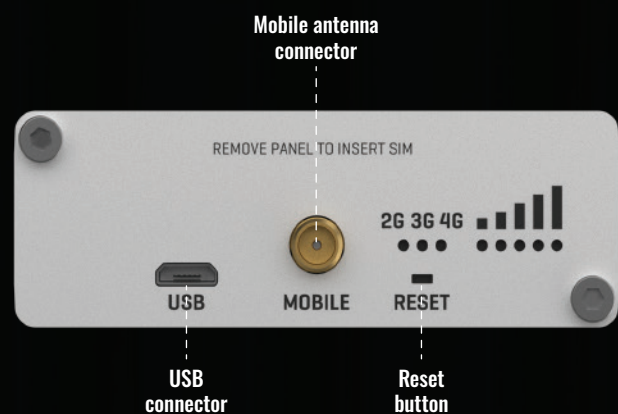 Mobile antenna
connector
REMOVE PANEL TO INSERT SIM
2G 3G 4G
USB
MOBILE
RESET
USB
connector
Reset
button